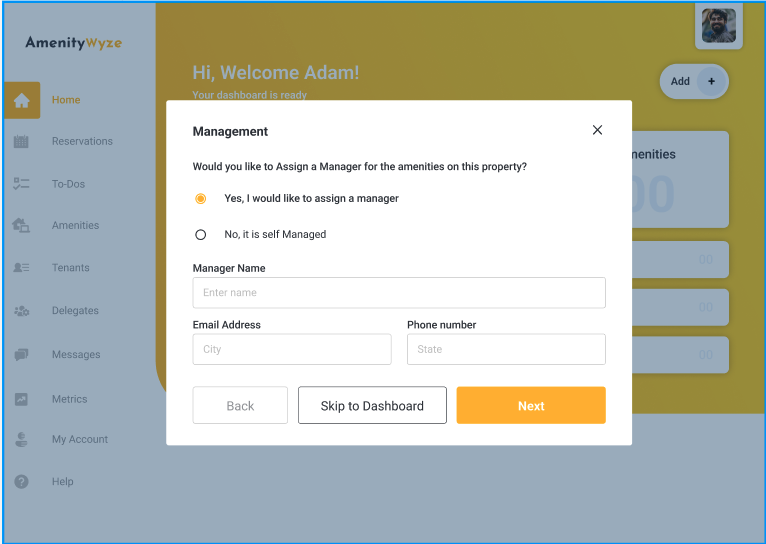 AmenityWyze
Home
Reservations
To-Dos
Amenities
Tenants
Delegates
Messages
Metrics
My Account
Help
Hi, Welcome Adam!
Your dashboard is ready
Add +
menities
00
00
00
00
Management
Would you like to Assign a Manager for the amenities on this property?
Yes, I would like to assign a manager
No, it is self Managed
Manager Name
Enter name
Email Address Phone number
City State
Back Skip to Dashboard Next